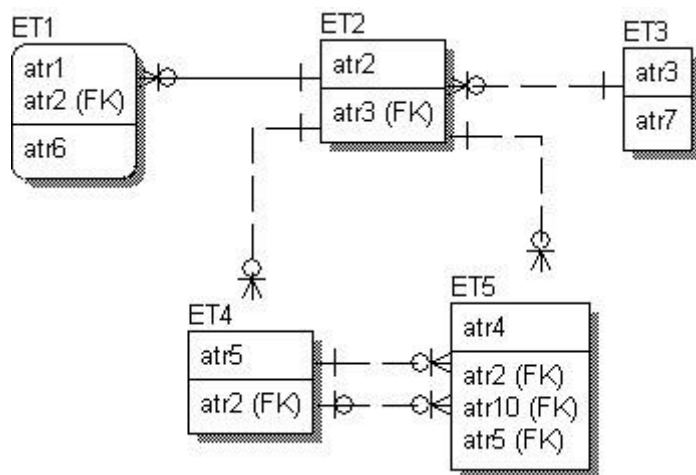 ET1
atr1
atr2 (FK)
atr6
ET2
atr2
atr3 (FK)
ET3
atr3
atr7
ET4
atr5
atr2 (FK)
ET5
atr4
atr2 (FK)
atr10 (FK)
atr5 (FK)